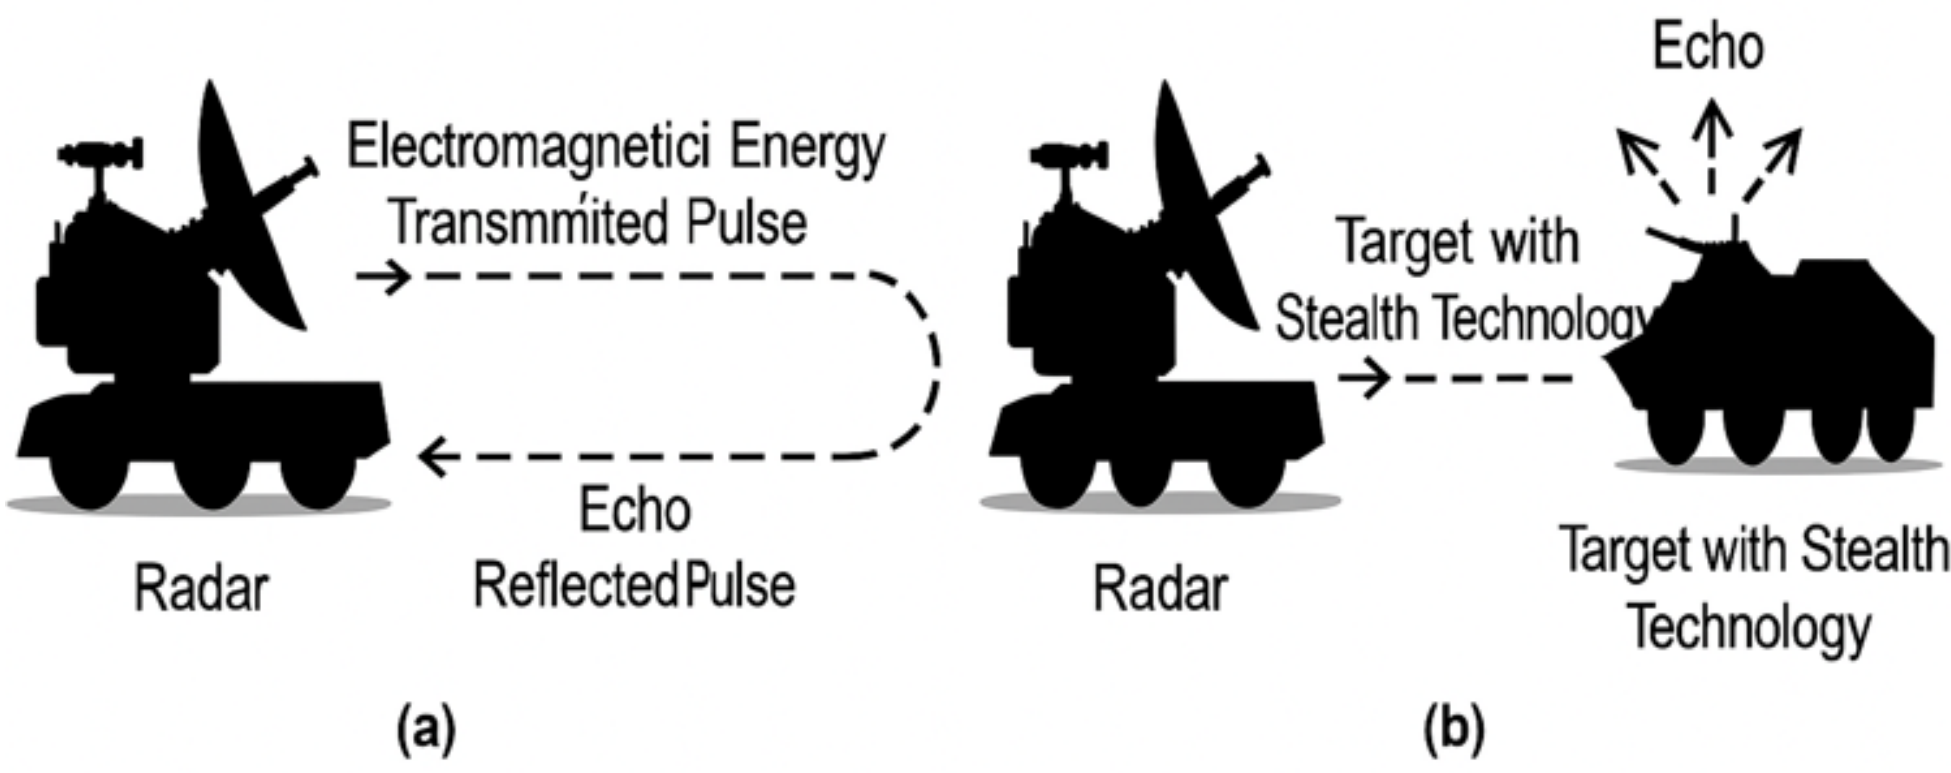 Electromagnetici Energy
Transmmited Pulse
Echo
Reflected Pulse
Radar
(a)
Echo
Target with
Stealth Technology
Radar
Target with Stealth
Technology
(b)